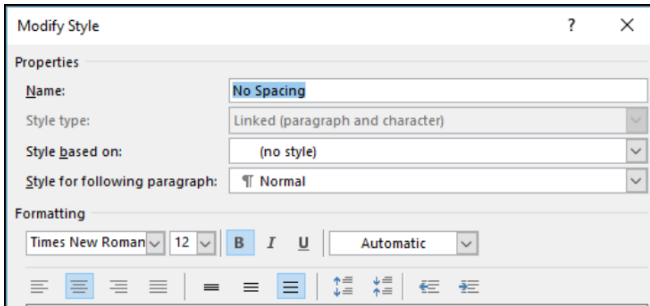 Modify Style ?
Properties
Name: No Spacing
Style type: Linked (paragraph and character)
Style based on: (no style)
Style for following paragraph: ¶ Normal
Formatting
Times New Roman 12 B I U Automatic